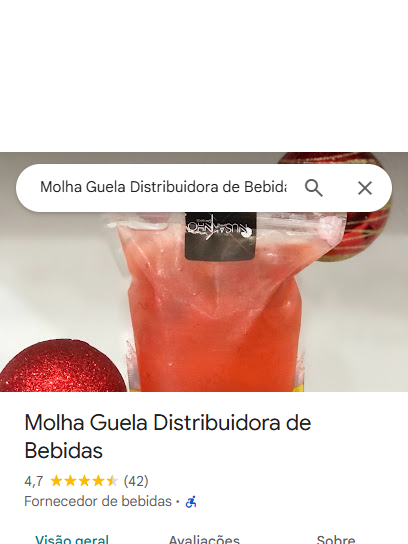 Molha Guela Distribuidora de Bebida
Molha Guela Distribuidora de
Bebidas
4,7 (42)
Fornecedor de bebidas ·
Visão geral Avaliações Sobre